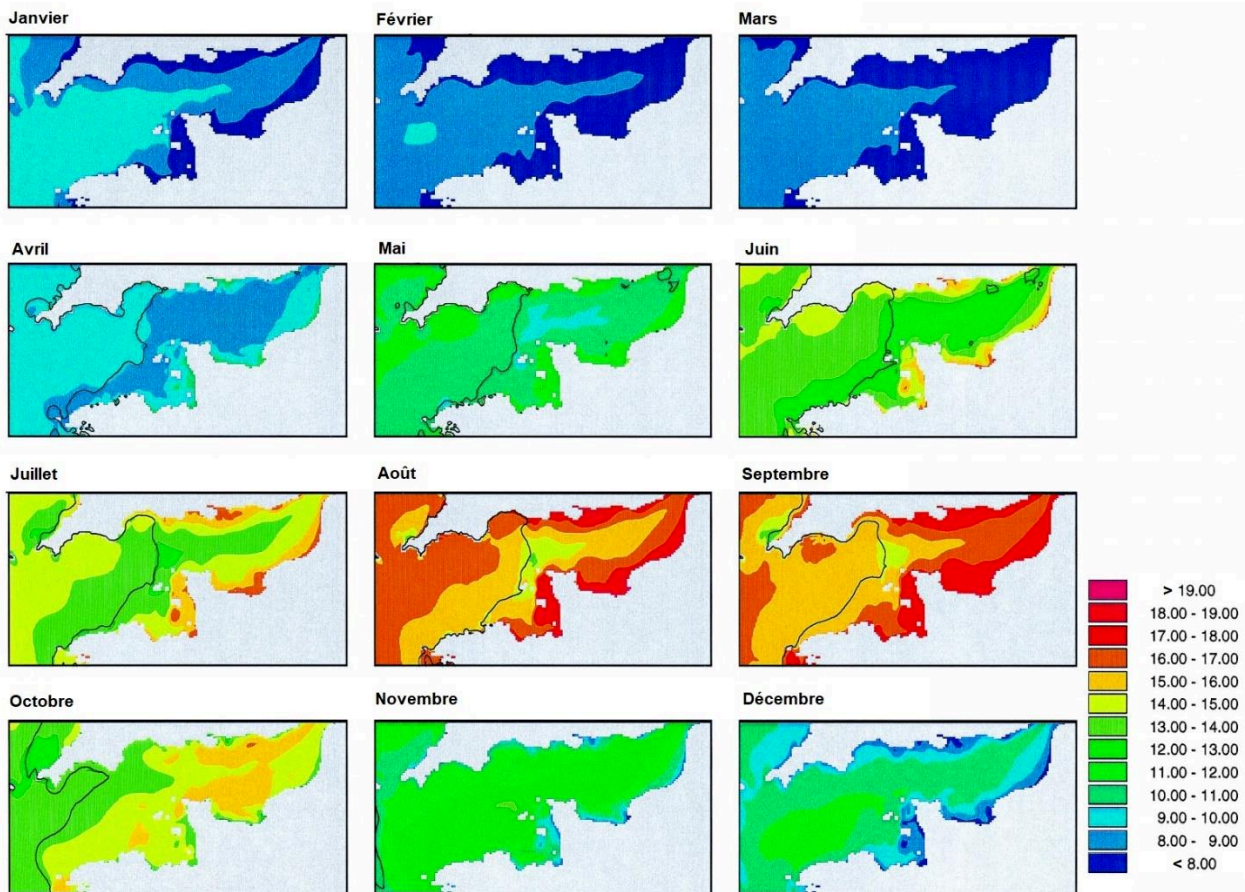 Janvier
Février
Mars
Avril
Mai
Juin
Juillet
Août
Septembre
Octobre
Novembre
Décembre
> 19.00
18.00 - 19.00
17.00 - 18.00
16.00 - 17.00
15.00 - 16.00
14.00 - 15.00
13.00 - 14.00
12.00 - 13.00
11.00 - 12.00
10.00 - 11.00
9.00 - 10.00
8.00 - 9.00
< 8.00